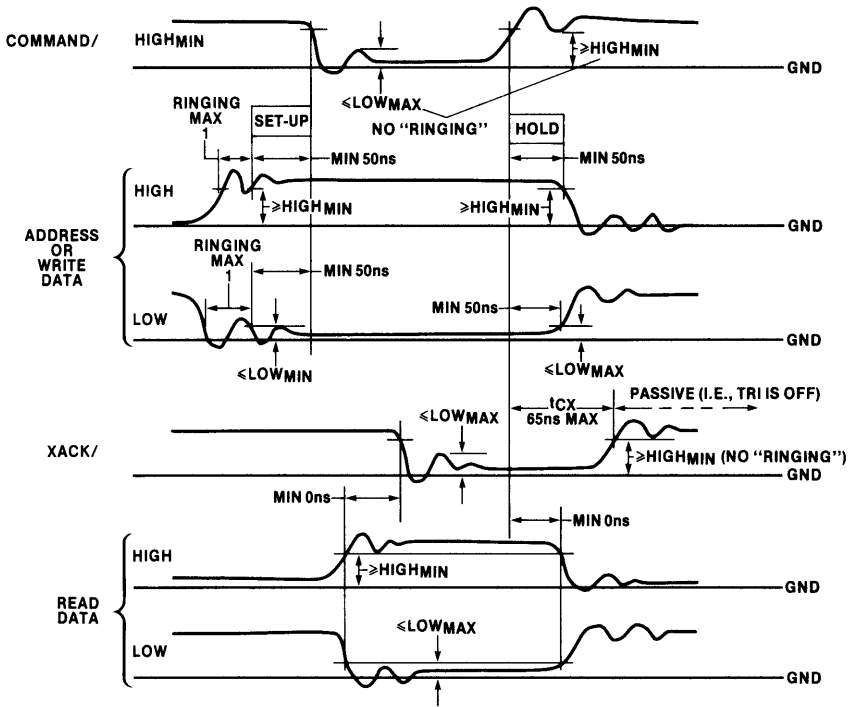 COMMAND/
HIGHMIN
≥HIGHMIN
GND
≤LOWMAX
NO "RINGING"
RINGING
MAX
1
SET-UP
HOLD
MIN 50ns
MIN 50ns
ADDRESS
OR
WRITE
DATA
HIGH
≥HIGHMIN
≥HIGHMIN
GND
RINGING
MAX
1
MIN 50ns
MIN 50ns
LOW
GND
≤LOWMIN
≤LOWMAX
XACK/
≤LOWMAX
tCX
65ns MAX
PASSIVE (I.E., TRI IS OFF)
≥HIGHMIN (NO "RINGING")
GND
MIN 0ns
MIN 0ns
READ
DATA
HIGH
≥HIGHMIN
GND
LOW
≤LOWMAX
GND